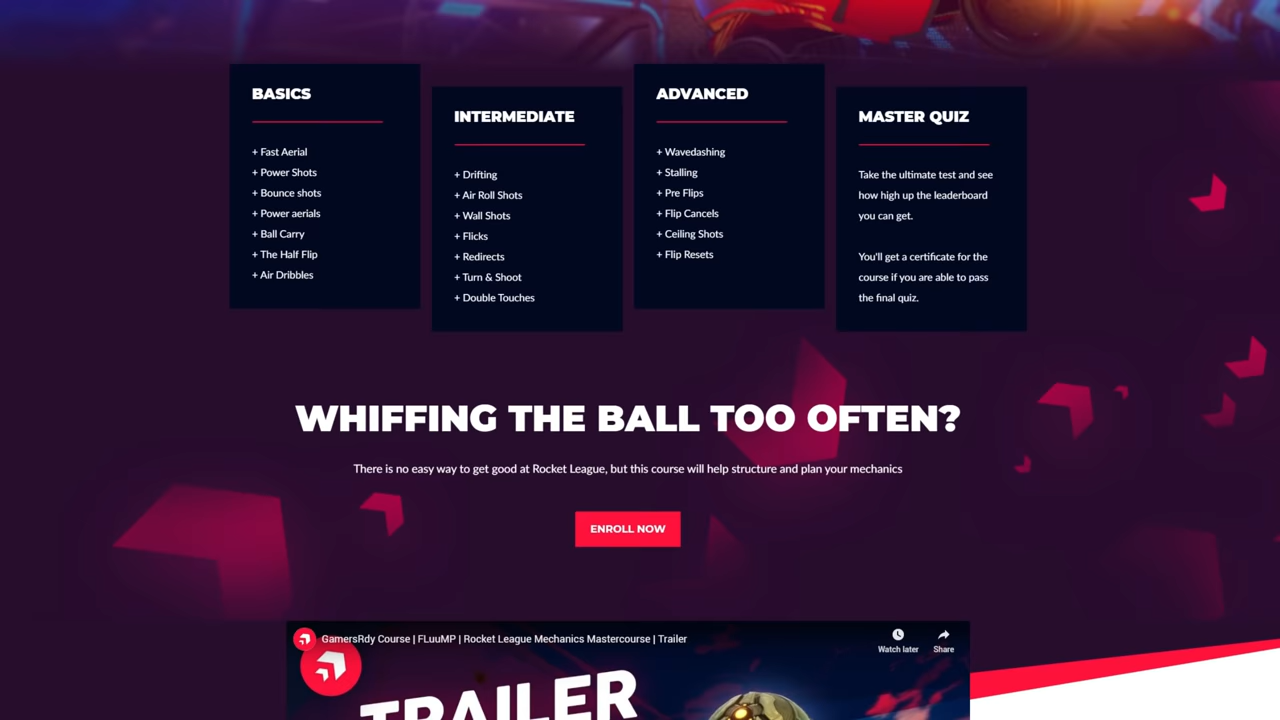 BASICS
+ Fast Aerial
+ Power Shots
+ Bounce shots
+ Power aerials
+ Ball Carry
+ The Half Flip
+ Air Dribbles
INTERMEDIATE
+ Drifting
+ Air Roll Shots
+ Wall Shots
+ Flicks
+ Redirects
+ Turn & Shoot
+ Double Touches
ADVANCED
+ Wavedashing
+ Stalling
+ Pre Flips
+ Flip Cancels
+ Ceiling Shots
+ Flip Resets
MASTER QUIZ
Take the ultimate test and see
how high up the leaderboard
you can get.
You'll get a certificate for the
course if you are able to pass
the final quiz.
WHIFFING THE BALL TOO OFTEN?
There is no easy way to get good at Rocket League, but this course will help structure and plan your mechanics
ENROLL NOW
GamersRdy Course | FLuuMP | Rocket League Mechanics Mastercourse | Trailer
Watch later
Share
TRAILER